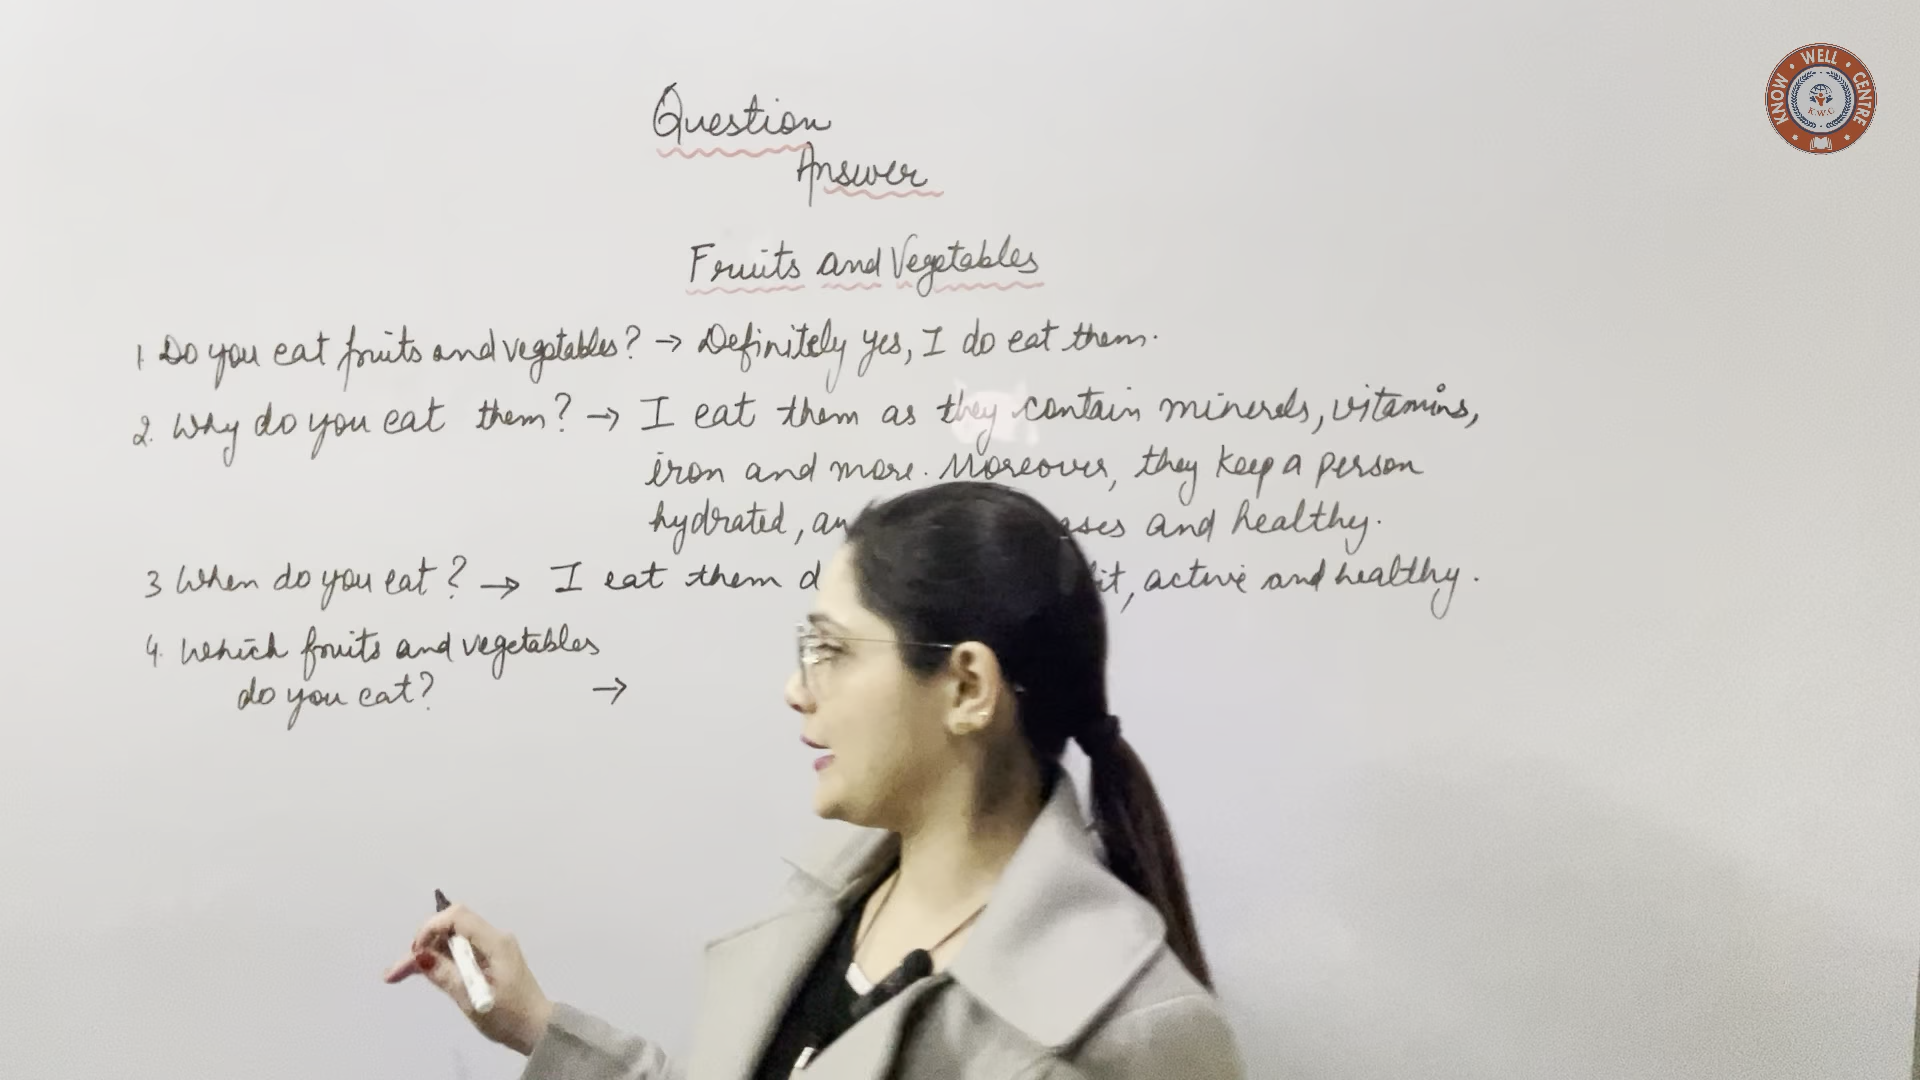 Question
Answer
Fruits and Vegetables
1. Do you eat fruits and vegetables? → Definitely yes, I do eat them.
2. Why do you eat them? → I eat them as they contain minerals, vitamins,
iron and more. Moreover, they keep a person
hydrated, and healthy.
3 When do you eat? → I eat them active and healthy.
4. Which fruits and vegetables
do you eat? →
KNOW • WELL • CENTRE
K.W.C